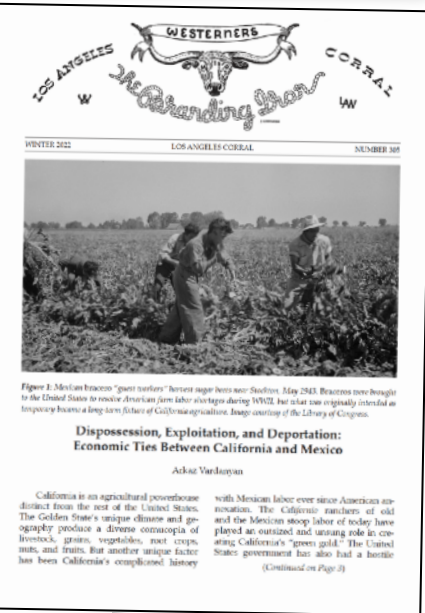 WESTERNERS
LOS ANGELES
CORRAL
The Branding Iron
WINTER 2022
LOS ANGELES CORRAL
NUMBER 305
Figure 1: Mexican bracero "guest workers" harvest sugar beets near Stockton, May 1943. Braceros were brought
to the United States to resolve American farm labor shortages during WWII, but what was originally intended as
temporary became a long-term fixture of California agriculture. Image courtesy of the Library of Congress.
Dispossession, Exploitation, and Deportation:
Economic Ties Between California and Mexico
Arkaz Vardanyan
California is an agricultural powerhouse
distinct from the rest of the United States.
The Golden State's unique climate and ge-
ography produce a diverse cornucopia of
livestock, grains, vegetables, root crops,
nuts, and fruits. But another unique factor
has been California's complicated history
with Mexican labor ever since American an-
nexation. The Californio ranchers of old
and the Mexican stoop labor of today have
played an outsized and unsung role in cre-
ating California's "green gold." The United
States government has also had a hostile
(Continued on Page 3)